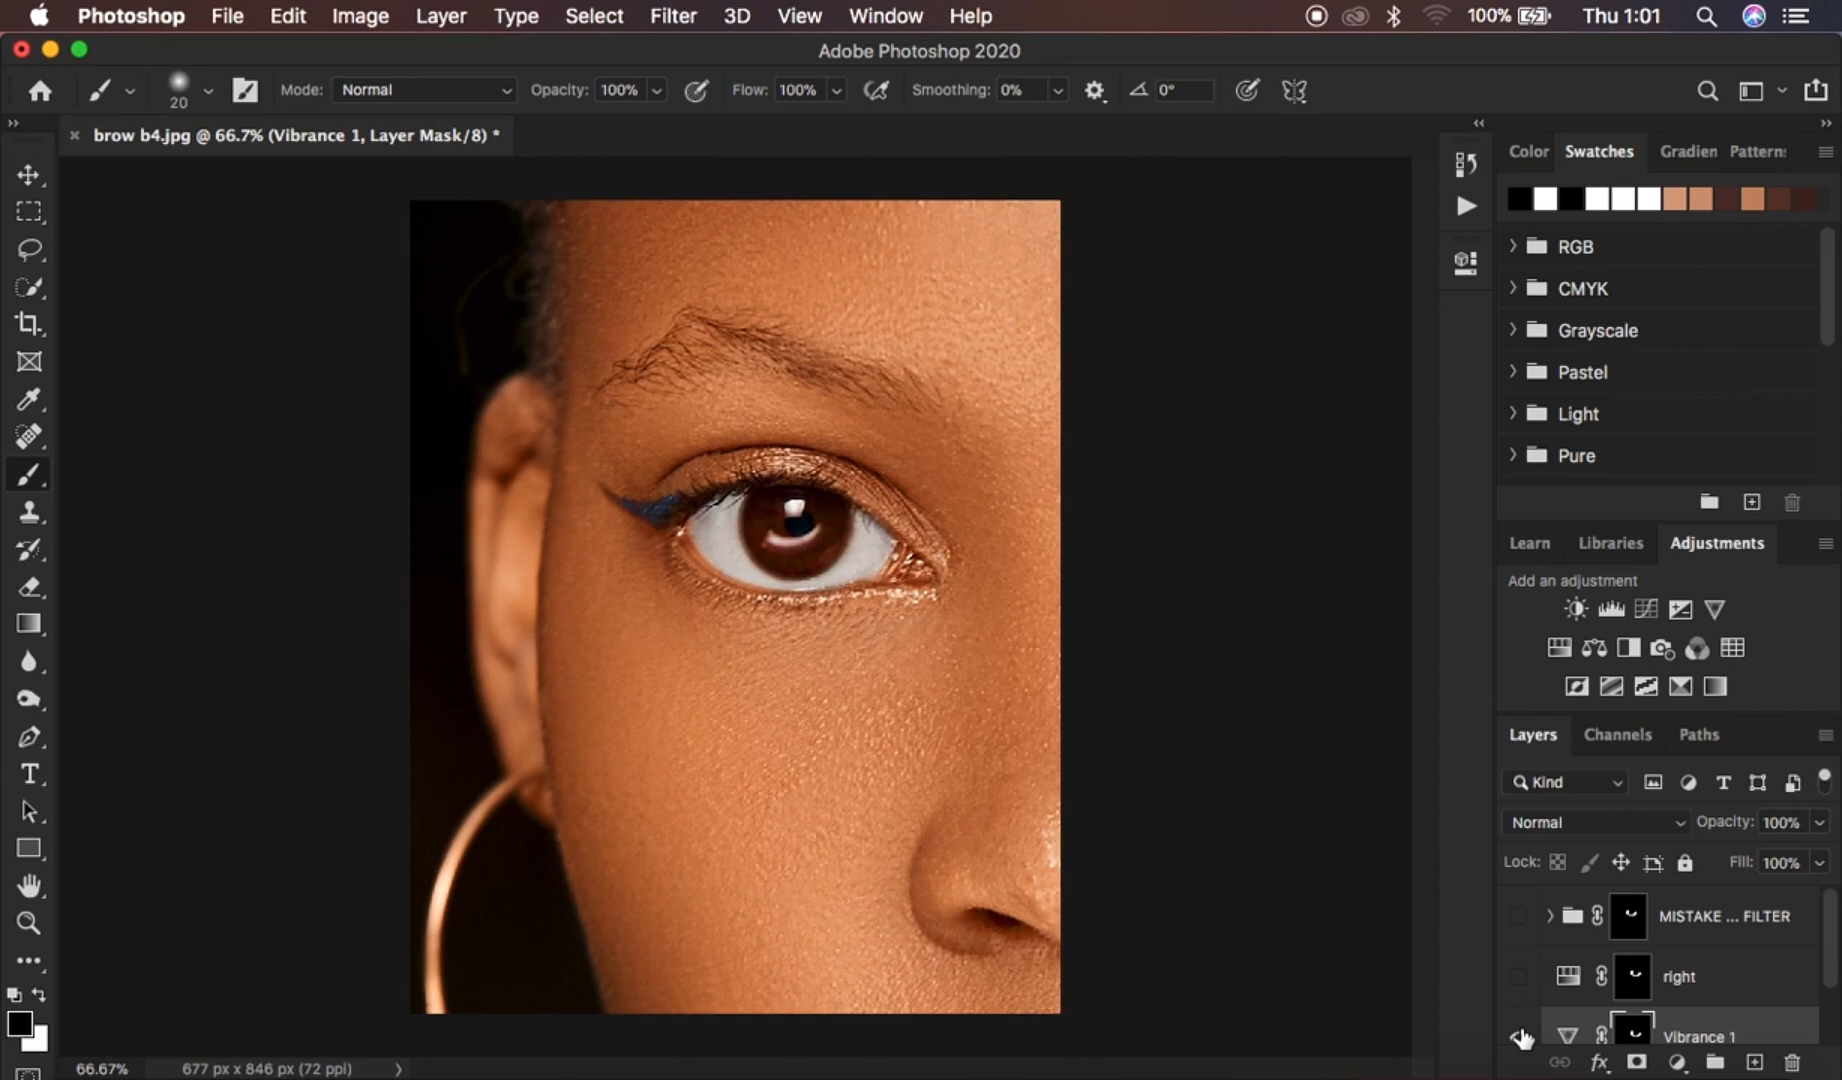 Photoshop File Edit Image Layer Type Select Filter 3D View Window Help 100% Thu 1:01
Adobe Photoshop 2020
20 Mode: Normal Opacity: 100% Flow: 100% Smoothing: 0% 0°
brow b4.jpg @ 66.7% (Vibrance 1, Layer Mask/8) *
Color Swatches Gradien Pattern:
RGB
CMYK
Grayscale
Pastel
Light
Pure
Learn Libraries Adjustments
Add an adjustment
Layers Channels Paths
Kind
Normal Opacity: 100%
Lock: Fill: 100%
MISTAKE ... FILTER
right
Vibrance 1
66.67% 677 px x 846 px (72 ppi)